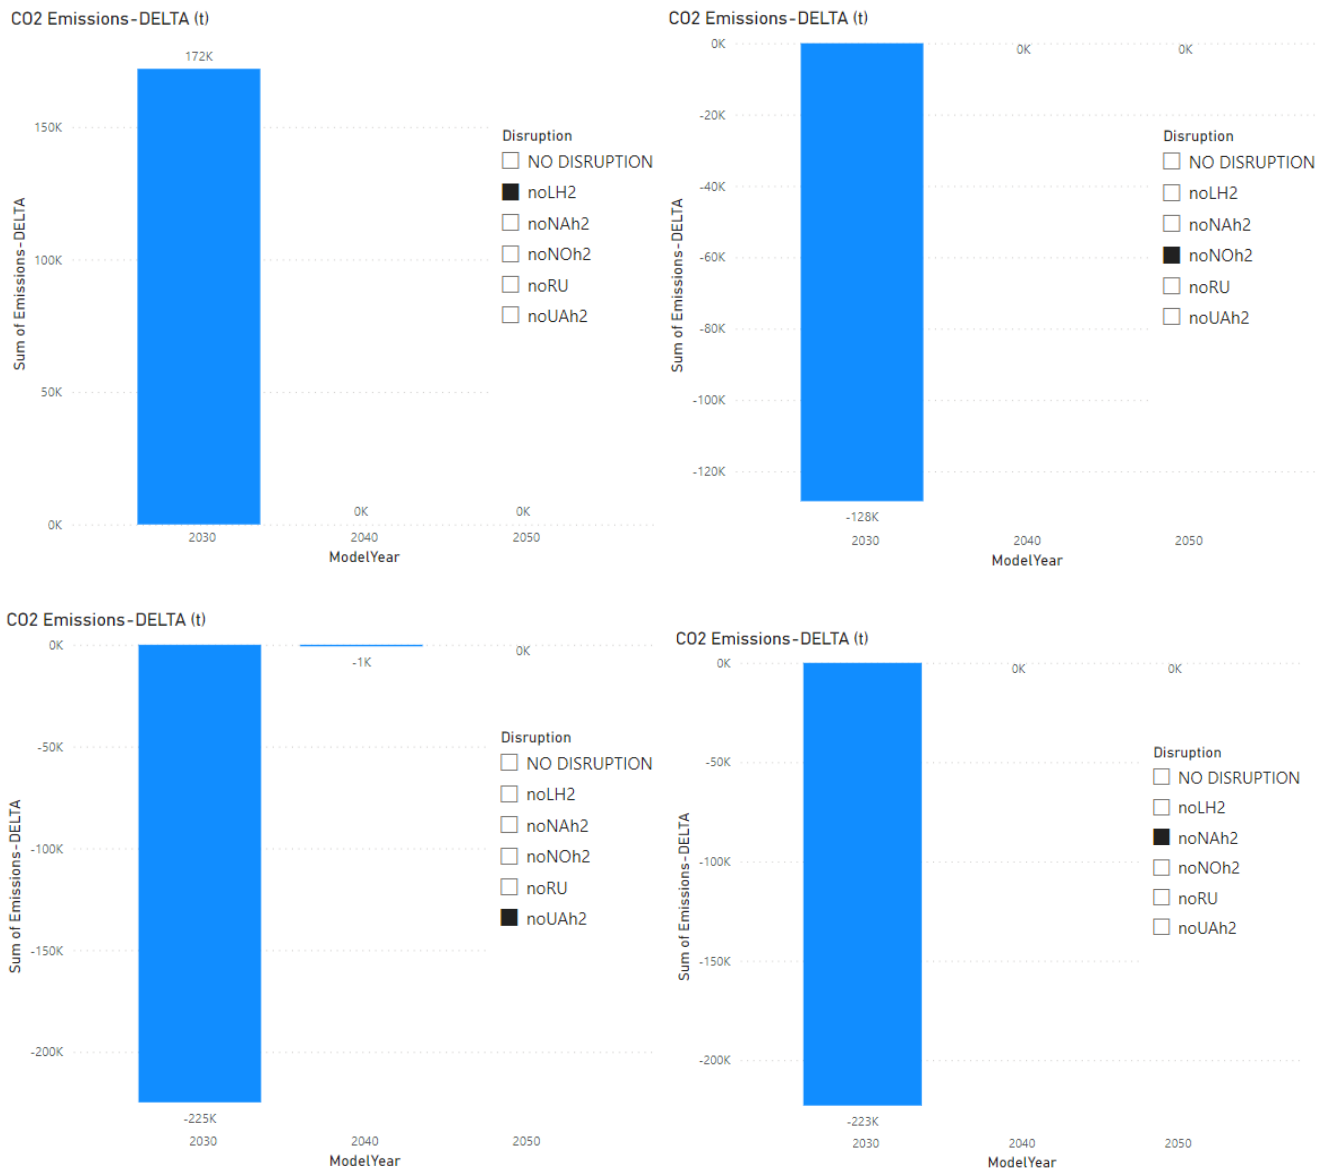 CO2 Emissions-DELTA (t)
172K
150K
100K
50K
0K
0K
0K
2030
2040
2050
ModelYear
Sum of Emissions-DELTA
Disruption
NO DISRUPTION
noLH2
noNAh2
noNOh2
noRU
noUAh2
CO2 Emissions-DELTA (t)
0K
0K
0K
-20K
-40K
-60K
-80K
-100K
-120K
-128K
2030
2040
2050
ModelYear
Sum of Emissions-DELTA
Disruption
NO DISRUPTION
noLH2
noNAh2
noNOh2
noRU
noUAh2
CO2 Emissions-DELTA (t)
0K
-1K
0K
-50K
-100K
-150K
-200K
-225K
2030
2040
2050
ModelYear
Sum of Emissions-DELTA
Disruption
NO DISRUPTION
noLH2
noNAh2
noNOh2
noRU
noUAh2
CO2 Emissions-DELTA (t)
0K
0K
0K
-50K
-100K
-150K
-200K
-223K
2030
2040
2050
ModelYear
Sum of Emissions-DELTA
Disruption
NO DISRUPTION
noLH2
noNAh2
noNOh2
noRU
noUAh2